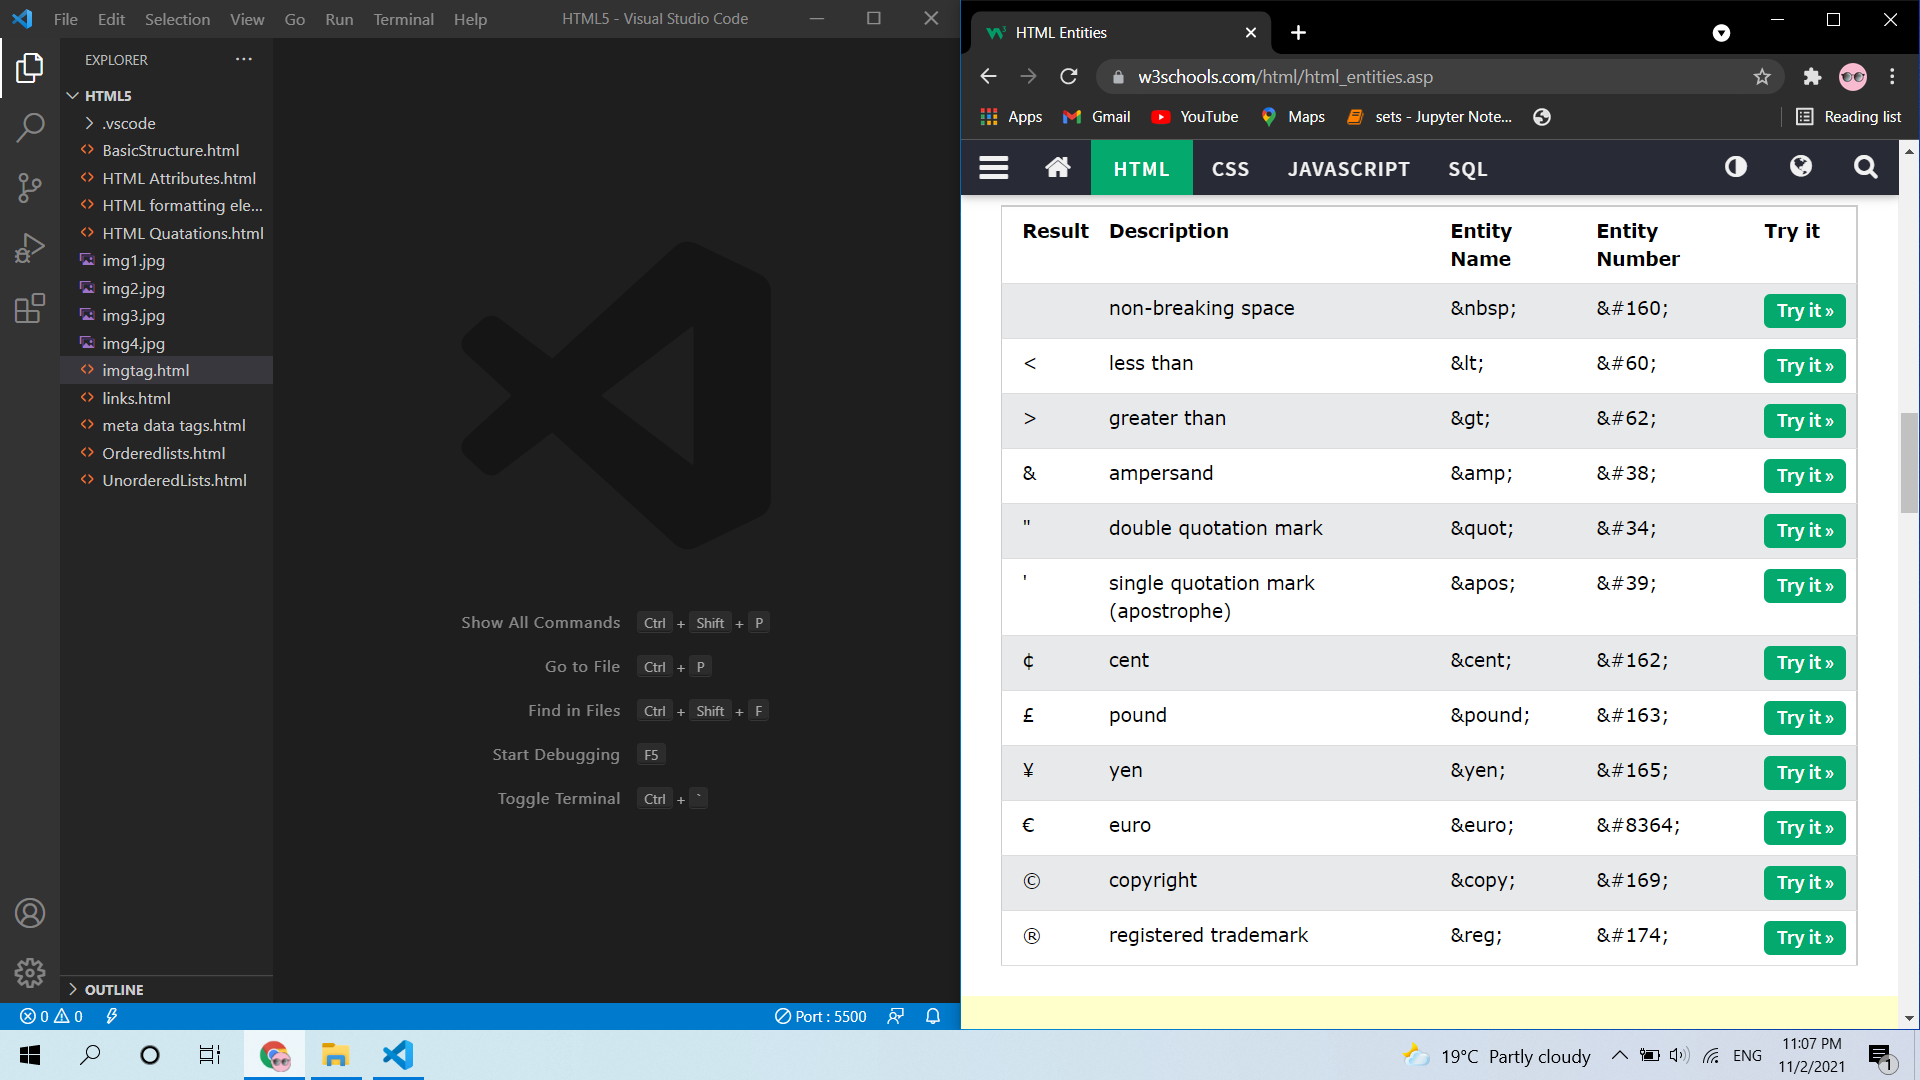 File Edit Selection View Go Run Terminal Help HTML5 - Visual Studio Code
EXPLORER
HTML5
.vscode
BasicStructure.html
HTML Attributes.html
HTML formatting ele...
HTML Quatations.html
img1.jpg
img2.jpg
img3.jpg
img4.jpg
imgtag.html
links.html
meta data tags.html
Orderedlists.html
UnorderedLists.html
OUTLINE
Show All Commands Ctrl + Shift + P
Go to File Ctrl + P
Find in Files Ctrl + Shift + F
Start Debugging F5
Toggle Terminal Ctrl + `
0 0 Port : 5500
HTML Entities
w3schools.com/html/html_entities.asp
Apps Gmail YouTube Maps sets - Jupyter Note... Reading list
HTML CSS JAVASCRIPT SQL
Result Description Entity Name Entity Number Try it
non-breaking space &nbsp; &#160; Try it »
< less than &lt; &#60; Try it »
> greater than &gt; &#62; Try it »
& ampersand &amp; &#38; Try it »
" double quotation mark &quot; &#34; Try it »
' single quotation mark (apostrophe) &apos; &#39; Try it »
¢ cent &cent; &#162; Try it »
£ pound &pound; &#163; Try it »
¥ yen &yen; &#165; Try it »
€ euro &euro; &#8364; Try it »
© copyright &copy; &#169; Try it »
® registered trademark &reg; &#174; Try it »
19°C Partly cloudy ENG 11:07 PM
11/2/2021 1